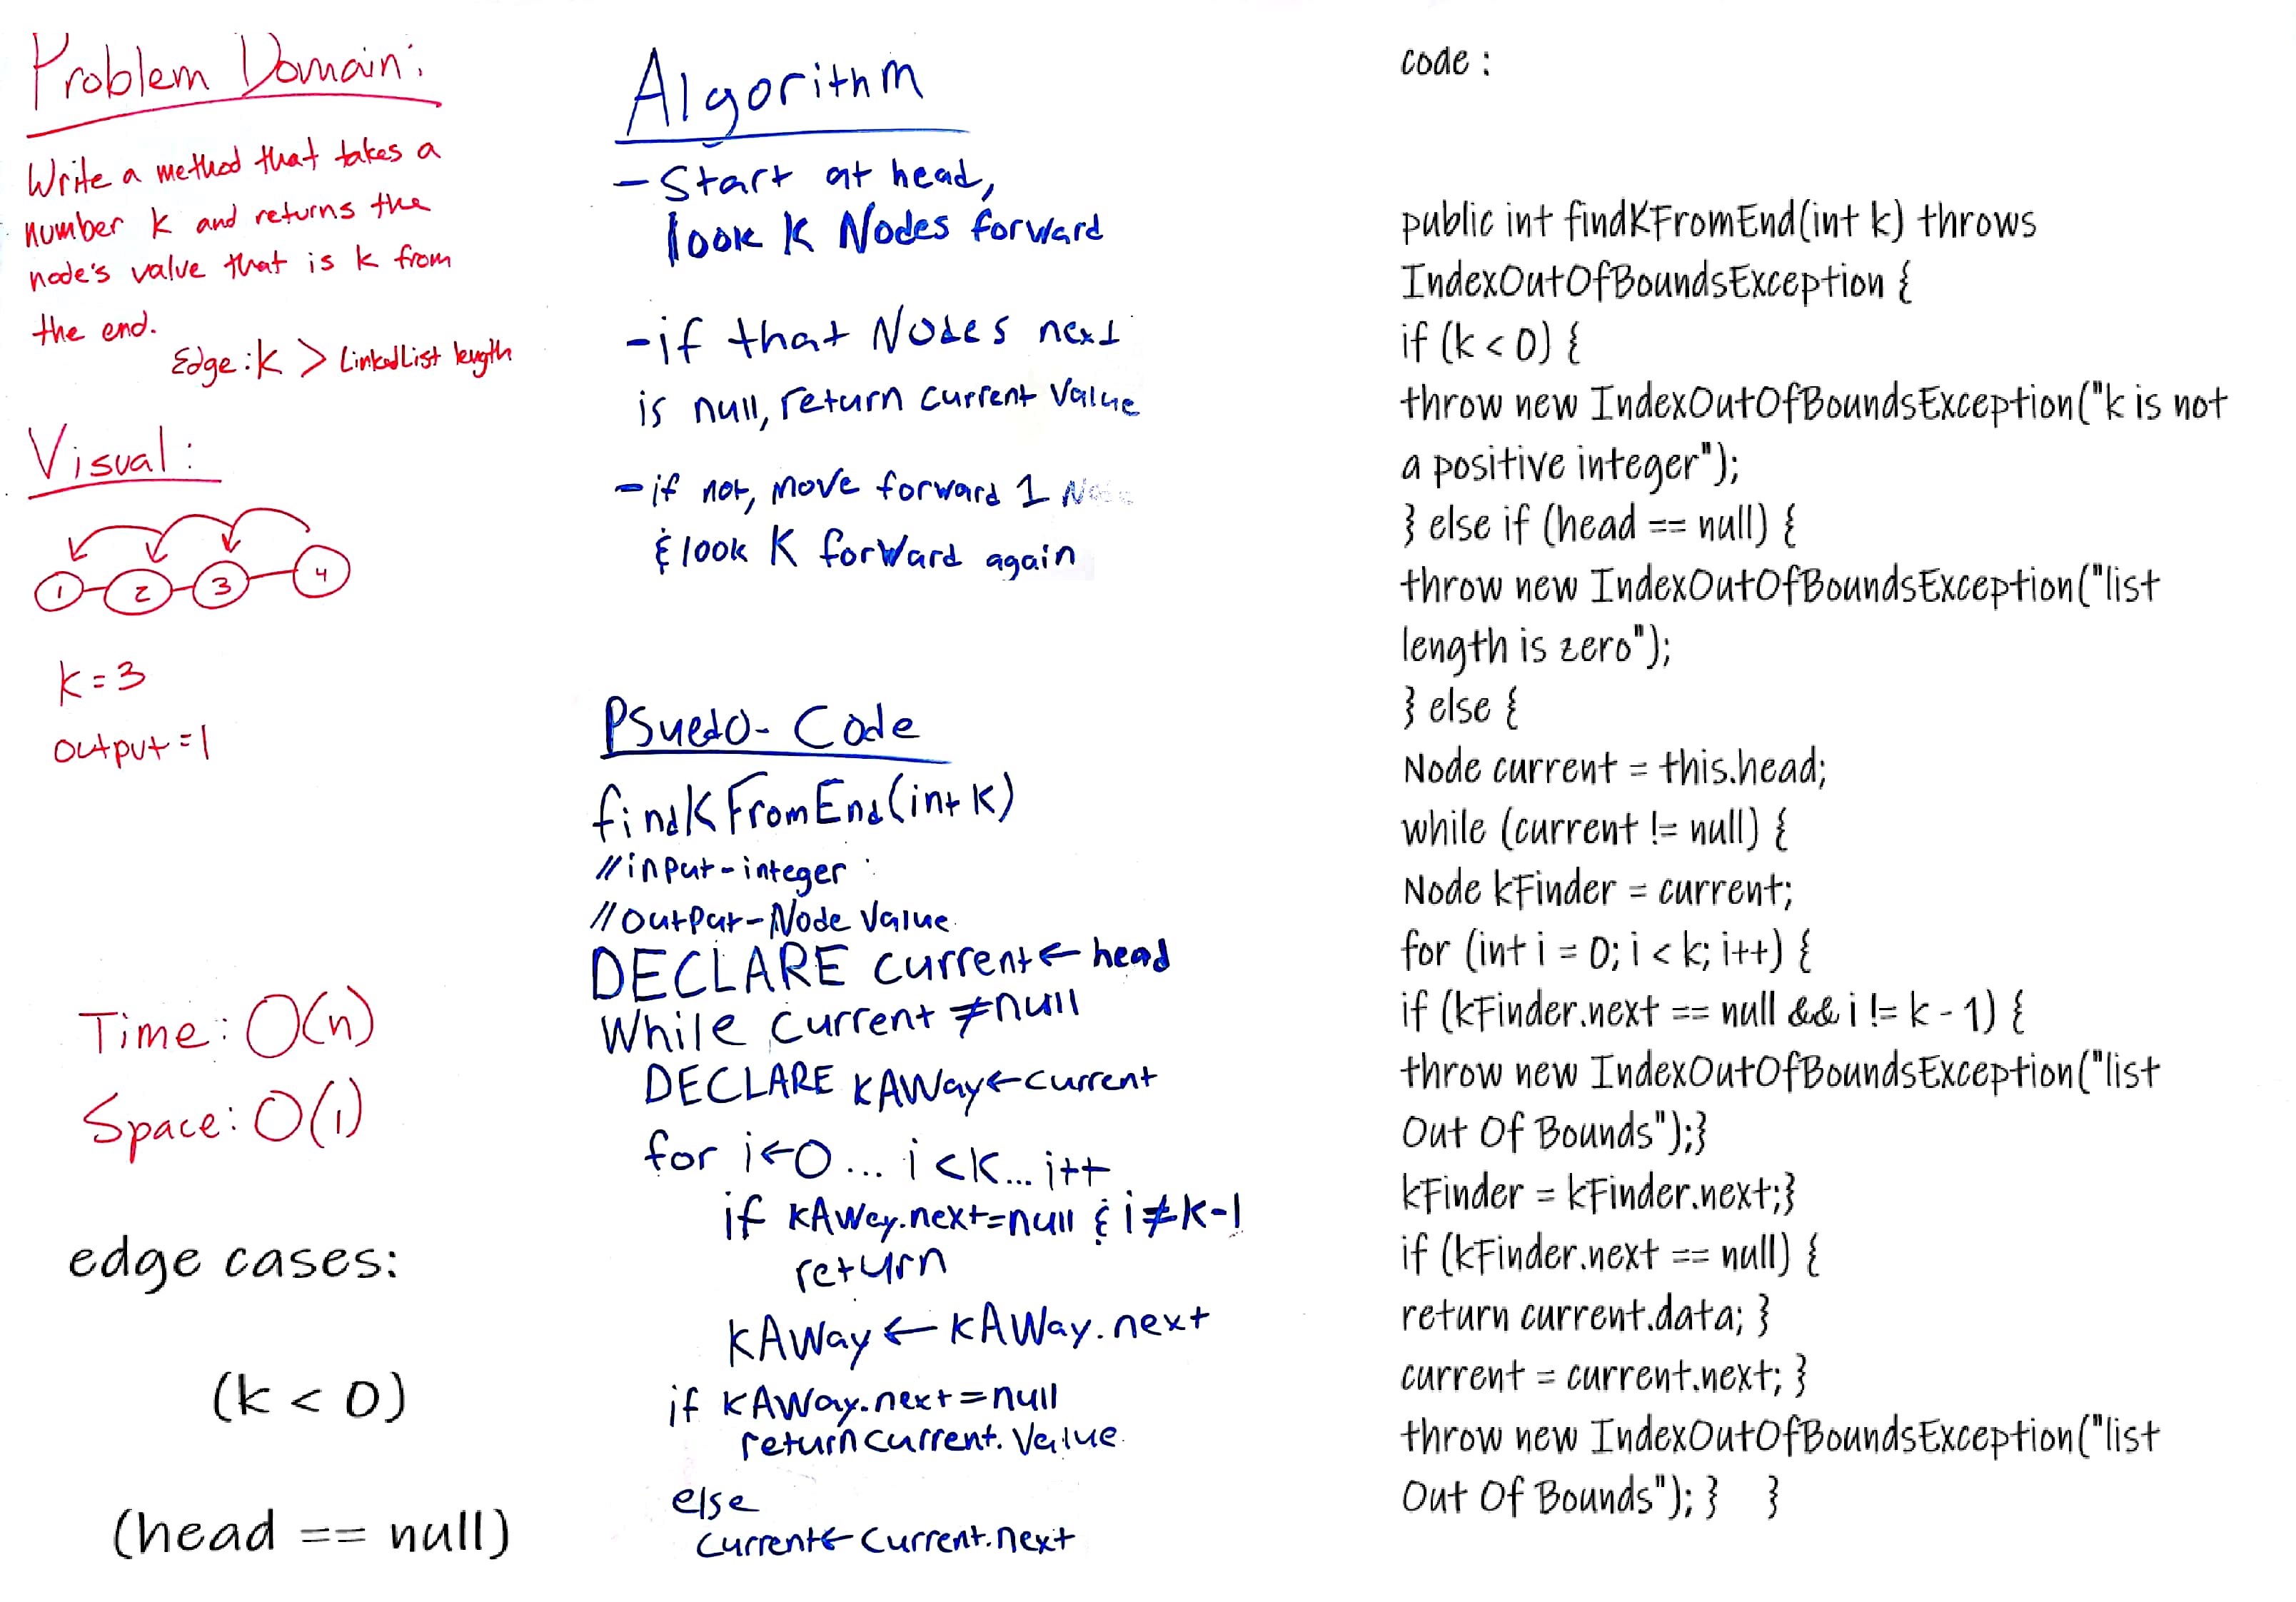 Problem Domain:
Write a method that takes a
number k and returns the
node's value that is k from
the end.
Edge: k > LinkedList length
Visual:
1 2 3 4
k = 3
output = 1
Time: O(n)
Space: O(1)
edge cases:
(k < 0)
(head == null)
Algorithm
- Start at head,
look K Nodes forward
- if that Nodes next
is null, return current Value
- if not, move forward 1 Node
& look K forward again
PSuedo-Code
findKFromEnd(int K)
//input-integer
//output-Node Value
DECLARE current ← head
While current ≠ null
DECLARE KAWay ← current
for i ← 0 ... i < K ... i++
if KAWay.next = null & i ≠ K-1
return
KAWay ← KAWay.next
if KAWay.next = null
return current.Value
else
current ← current.next
code :
public int findKFromEnd(int k) throws
IndexOutOfBoundsException {
if (k < 0) {
throw new IndexOutOfBoundsException("k is not
a positive integer");
} else if (head == null) {
throw new IndexOutOfBoundsException("list
length is zero");
} else {
Node current = this.head;
while (current != null) {
Node kFinder = current;
for (int i = 0; i < k; i++) {
if (kFinder.next == null && i != k - 1) {
throw new IndexOutOfBoundsException("list
Out Of Bounds");}
kFinder = kFinder.next;}
if (kFinder.next == null) {
return current.data; }
current = current.next; }
throw new IndexOutOfBoundsException("list
Out Of Bounds"); } }